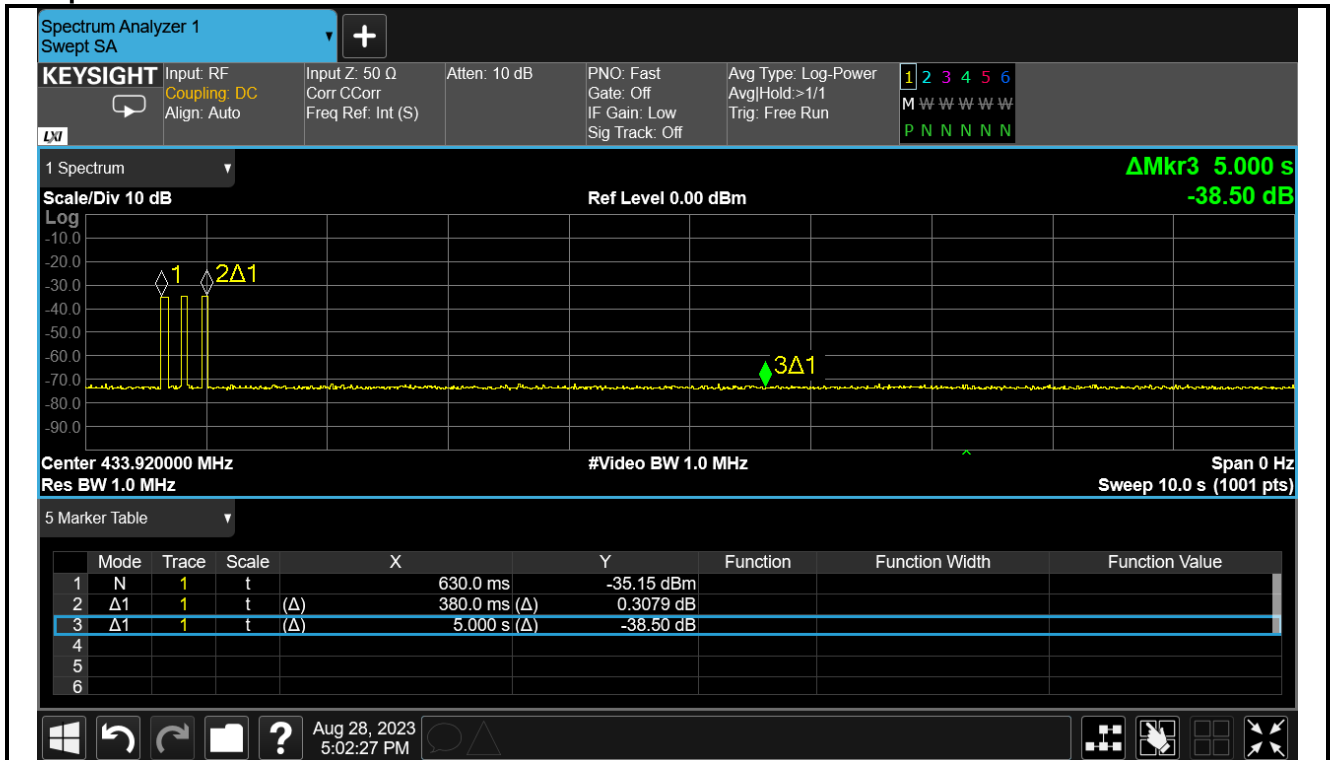 Spectrum Analyzer 1
Swept SA
+
KEYSIGHT
LXI
Input: RF
Coupling: DC
Align: Auto
Input Z: 50 Ω
Corr CCorr
Freq Ref: Int (S)
Atten: 10 dB
PNO: Fast
Gate: Off
IF Gain: Low
Sig Track: Off
Avg Type: Log-Power
Avg|Hold:>1/1
Trig: Free Run
1 2 3 4 5 6
M W W W W W
P N N N N N
1 Spectrum
ΔMkr3 5.000 s
-38.50 dB
Scale/Div 10 dB
Ref Level 0.00 dBm
Log
-10.0
-20.0
-30.0
-40.0
-50.0
-60.0
-70.0
-80.0
-90.0
1
2Δ1
3Δ1
Center 433.920000 MHz
#Video BW 1.0 MHz
Span 0 Hz
Res BW 1.0 MHz
Sweep 10.0 s (1001 pts)
5 Marker Table
Mode Trace Scale X Y Function Function Width Function Value
1 N 1 t 630.0 ms -35.15 dBm
2 Δ1 1 t (Δ) 380.0 ms (Δ) 0.3079 dB
3 Δ1 1 t (Δ) 5.000 s (Δ) -38.50 dB
4
5
6
?
Aug 28, 2023
5:02:27 PM